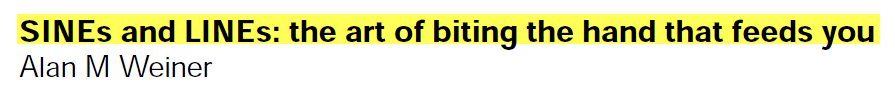 SINEs and LINEs: the art of biting the hand that feeds you
Alan M Weiner